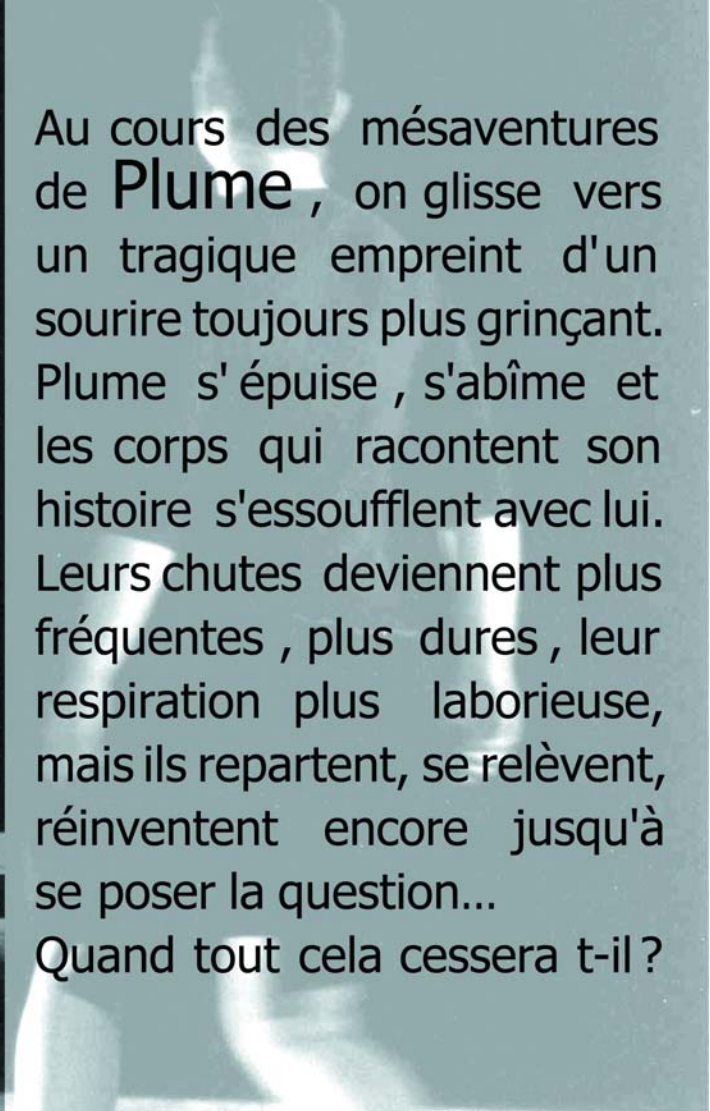 Au cours des mésaventures
de Plume , on glisse vers
un tragique empreint d'un
sourire toujours plus grinçant.
Plume s' épuise , s'abîme et
les corps qui racontent son
histoire s'essoufflent avec lui.
Leurs chutes deviennent plus
fréquentes , plus dures , leur
respiration plus laborieuse,
mais ils repartent, se relèvent,
réinventent encore jusqu'à
se poser la question...
Quand tout cela cessera t-il ?